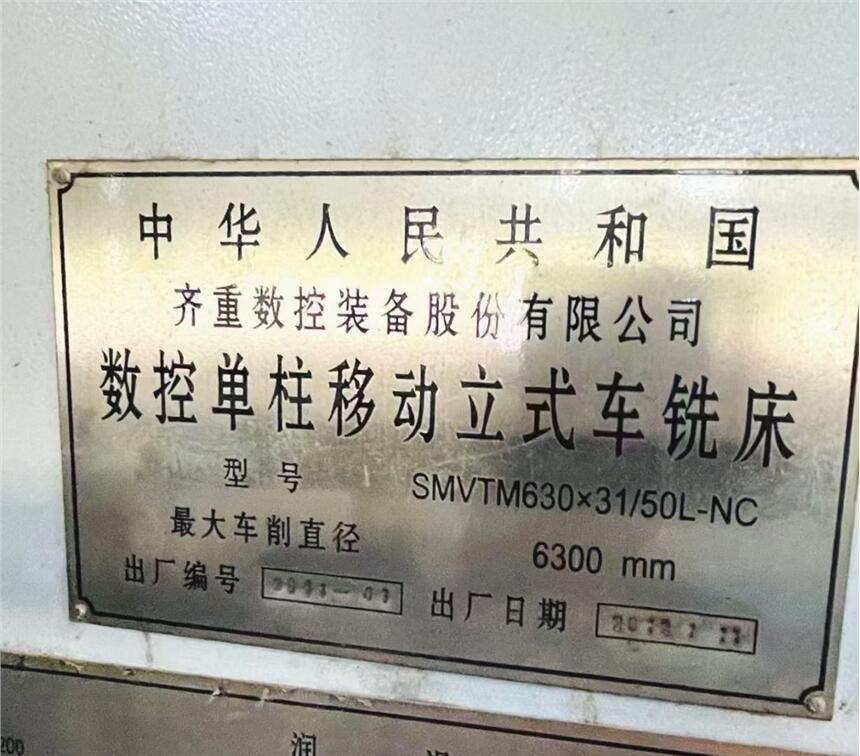 中华人民共和国
齐重数控装备股份有限公司
数控单柱移动立式车铣床
型号 SMVTM630×31/50L-NC
最大车削直径 6300 mm
出厂编号 出厂日期
200 润